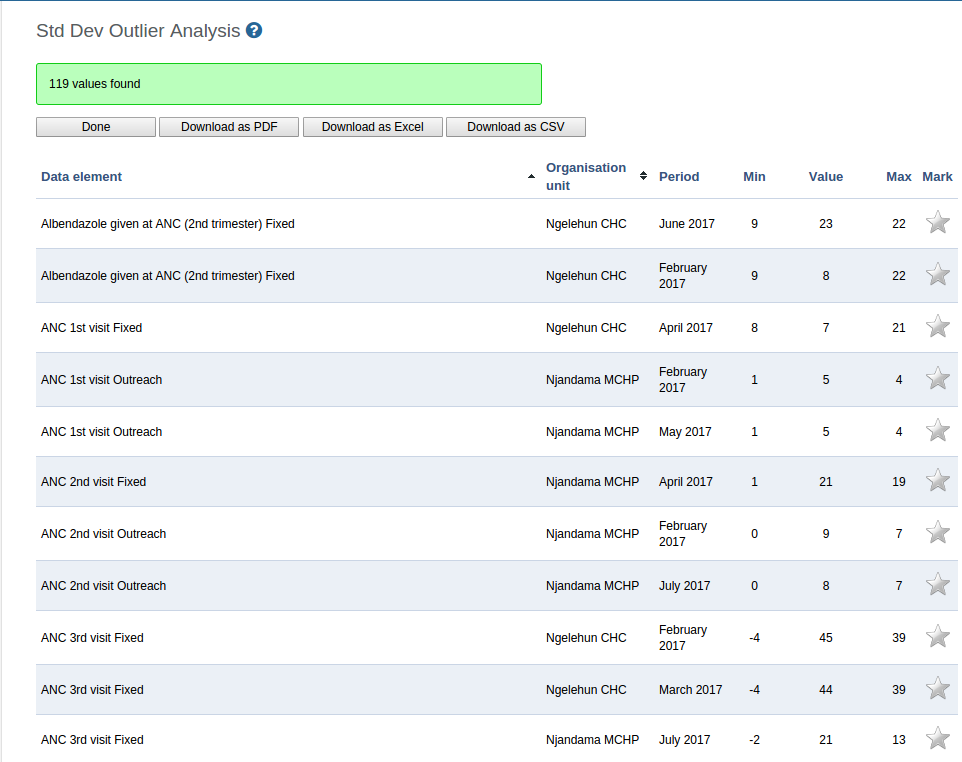 Std Dev Outlier Analysis ?
119 values found
Done Download as PDF Download as Excel Download as CSV
Data element Organisation unit Period Min Value Max Mark
Albendazole given at ANC (2nd trimester) Fixed Ngelehun CHC June 2017 9 23 22
Albendazole given at ANC (2nd trimester) Fixed Ngelehun CHC February 2017 9 8 22
ANC 1st visit Fixed Ngelehun CHC April 2017 8 7 21
ANC 1st visit Outreach Njandama MCHP February 2017 1 5 4
ANC 1st visit Outreach Njandama MCHP May 2017 1 5 4
ANC 2nd visit Fixed Njandama MCHP April 2017 1 21 19
ANC 2nd visit Outreach Njandama MCHP February 2017 0 9 7
ANC 2nd visit Outreach Njandama MCHP July 2017 0 8 7
ANC 3rd visit Fixed Ngelehun CHC February 2017 -4 45 39
ANC 3rd visit Fixed Ngelehun CHC March 2017 -4 44 39
ANC 3rd visit Fixed Njandama MCHP July 2017 -2 21 13